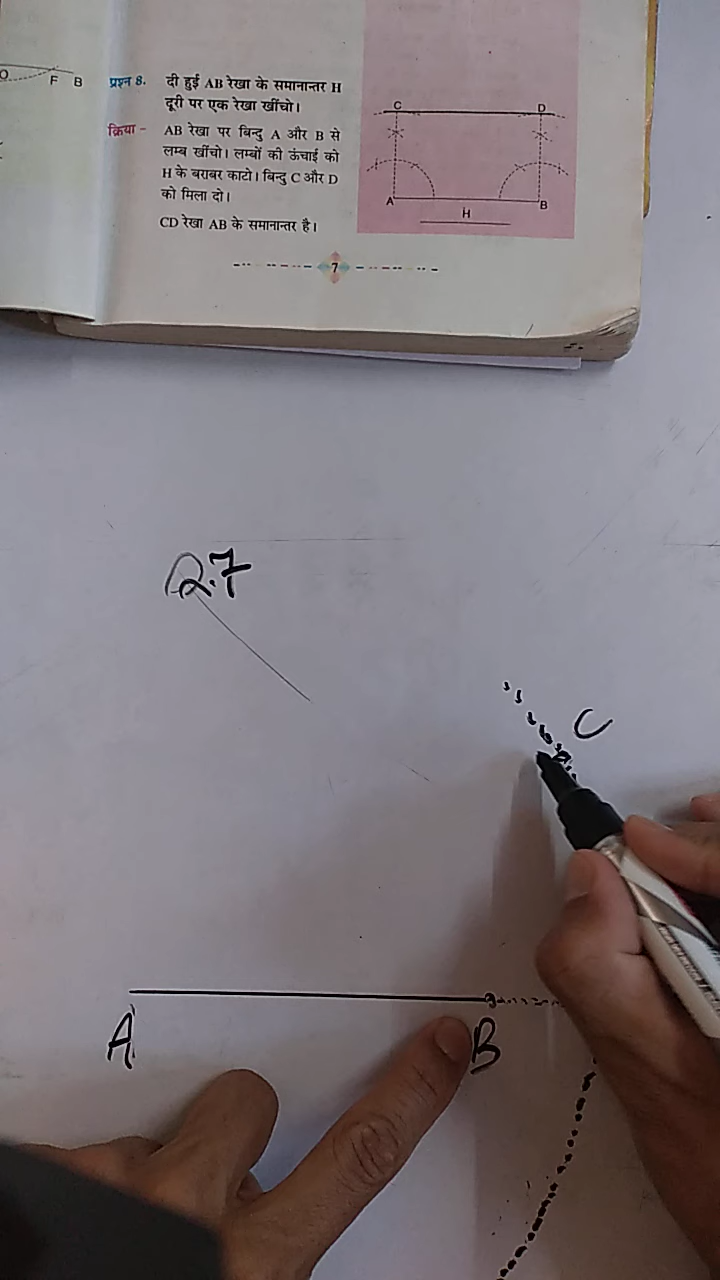 O F B
प्रश्न 8. दी हुई AB रेखा के समानान्तर H
दूरी पर एक रेखा खींचो।
क्रिया - AB रेखा पर बिन्दु A और B से
लम्ब खींचो। लम्बों की ऊंचाई को
H के बराबर काटो। बिन्दु C और D
को मिला दो।
CD रेखा AB के समानान्तर है।
C D
A B
H
7
Q.7
C
A B